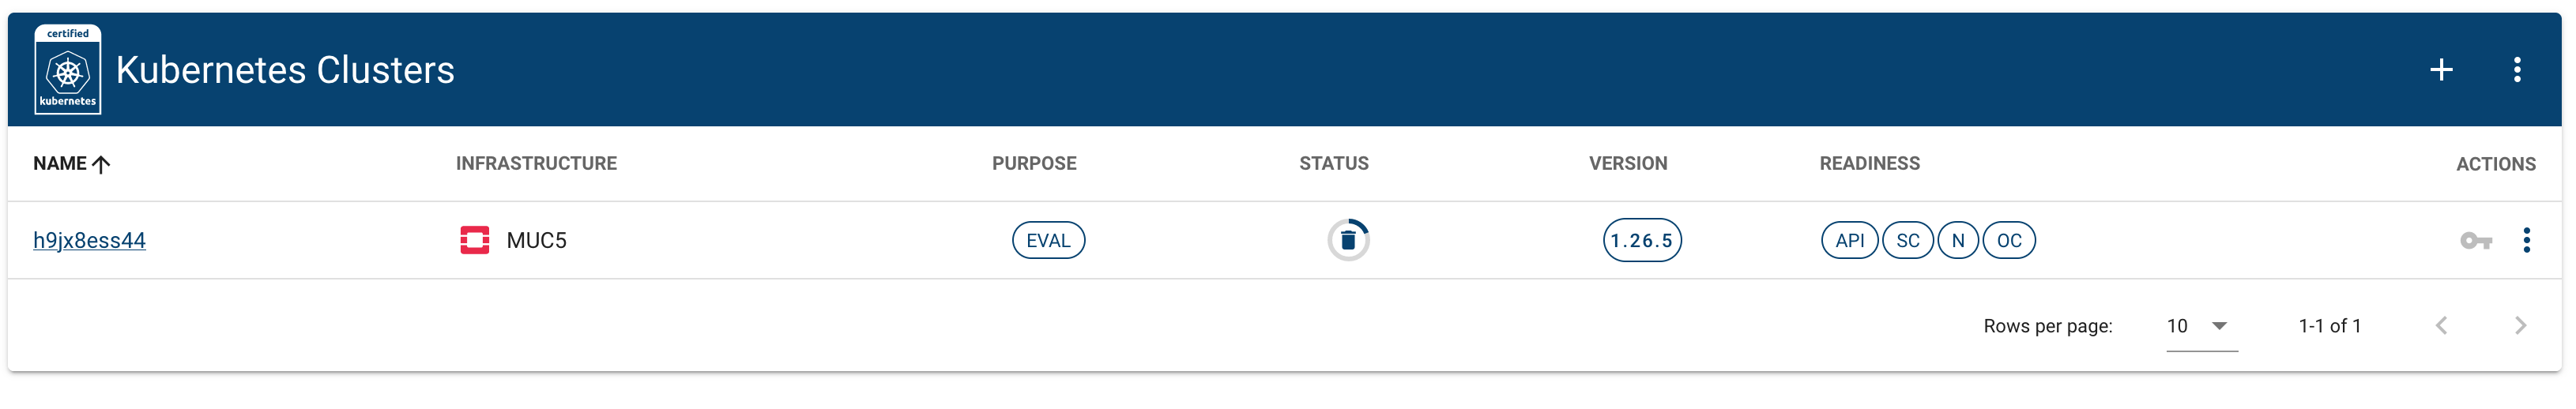 certified
kubernetes
Kubernetes Clusters
NAME INFRASTRUCTURE PURPOSE STATUS VERSION READINESS ACTIONS
h9jx8ess44 MUC5 EVAL 1.26.5 API SC N OC
Rows per page: 10 1-1 of 1